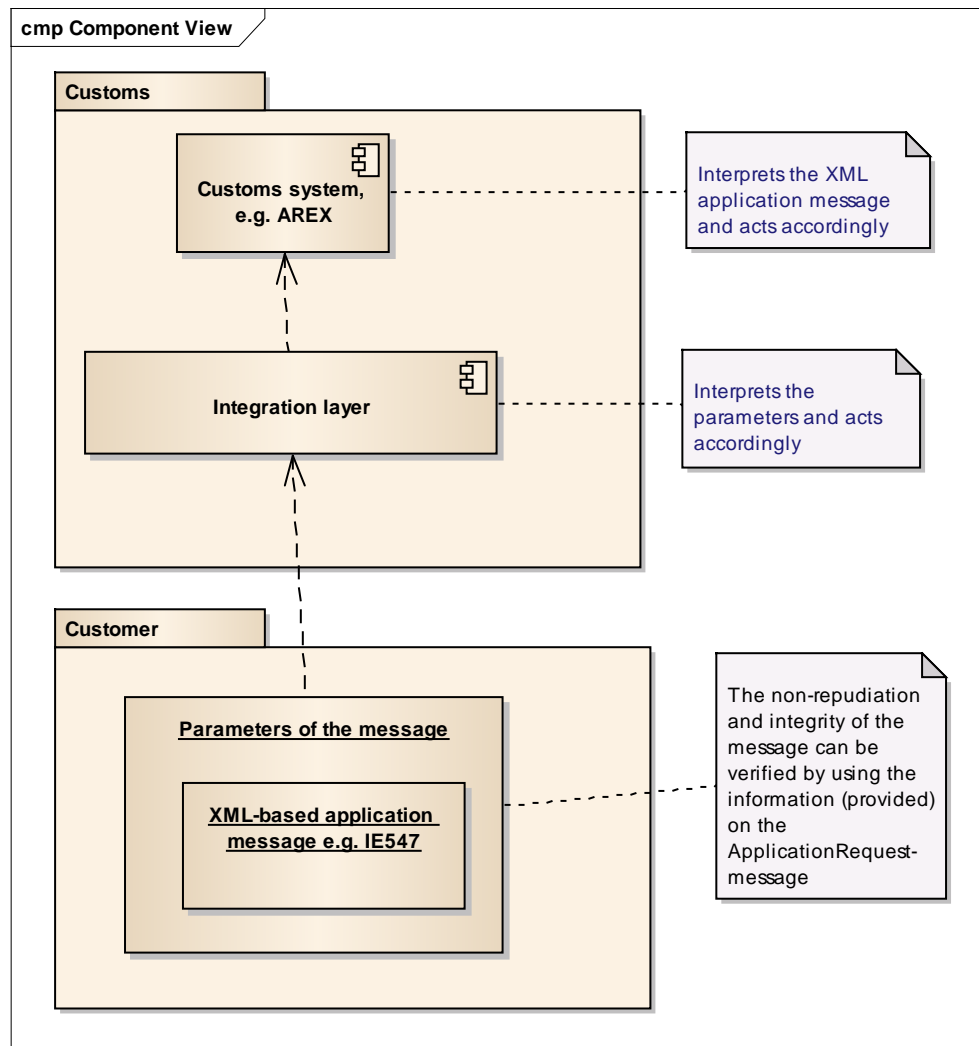 cmp Component View
Customs
Customs system,
e.g. AREX
Interprets the XML
application message
and acts accordingly
Integration layer
Interprets the
parameters and acts
accordingly
Customer
Parameters of the message
XML-based application
message e.g. IE547
The non-repudiation
and integrity of the
message can be
verified by using the
information (provided)
on the
ApplicationRequest-
message